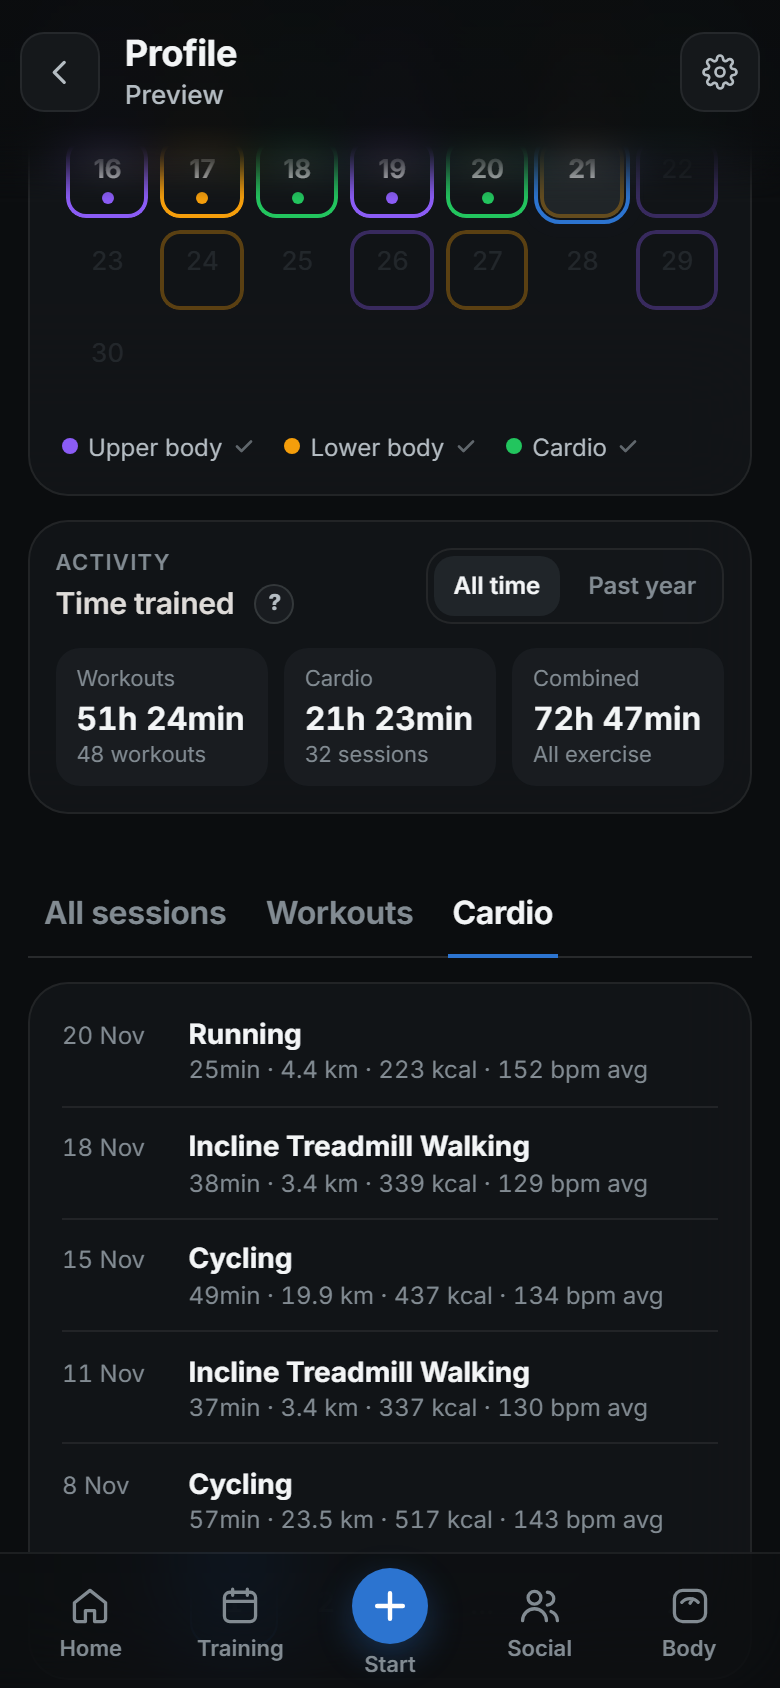 Profile
Preview
16 17 18 19 20 21 22
23 24 25 26 27 28 29
30
Upper body Lower body Cardio
ACTIVITY
Time trained ?
All time Past year
Workouts Cardio Combined
51h 24min 21h 23min 72h 47min
48 workouts 32 sessions All exercise
All sessions Workouts Cardio
20 Nov Running
25min · 4.4 km · 223 kcal · 152 bpm avg
18 Nov Incline Treadmill Walking
38min · 3.4 km · 339 kcal · 129 bpm avg
15 Nov Cycling
49min · 19.9 km · 437 kcal · 134 bpm avg
11 Nov Incline Treadmill Walking
37min · 3.4 km · 337 kcal · 130 bpm avg
8 Nov Cycling
57min · 23.5 km · 517 kcal · 143 bpm avg
Home Training Start Social Body